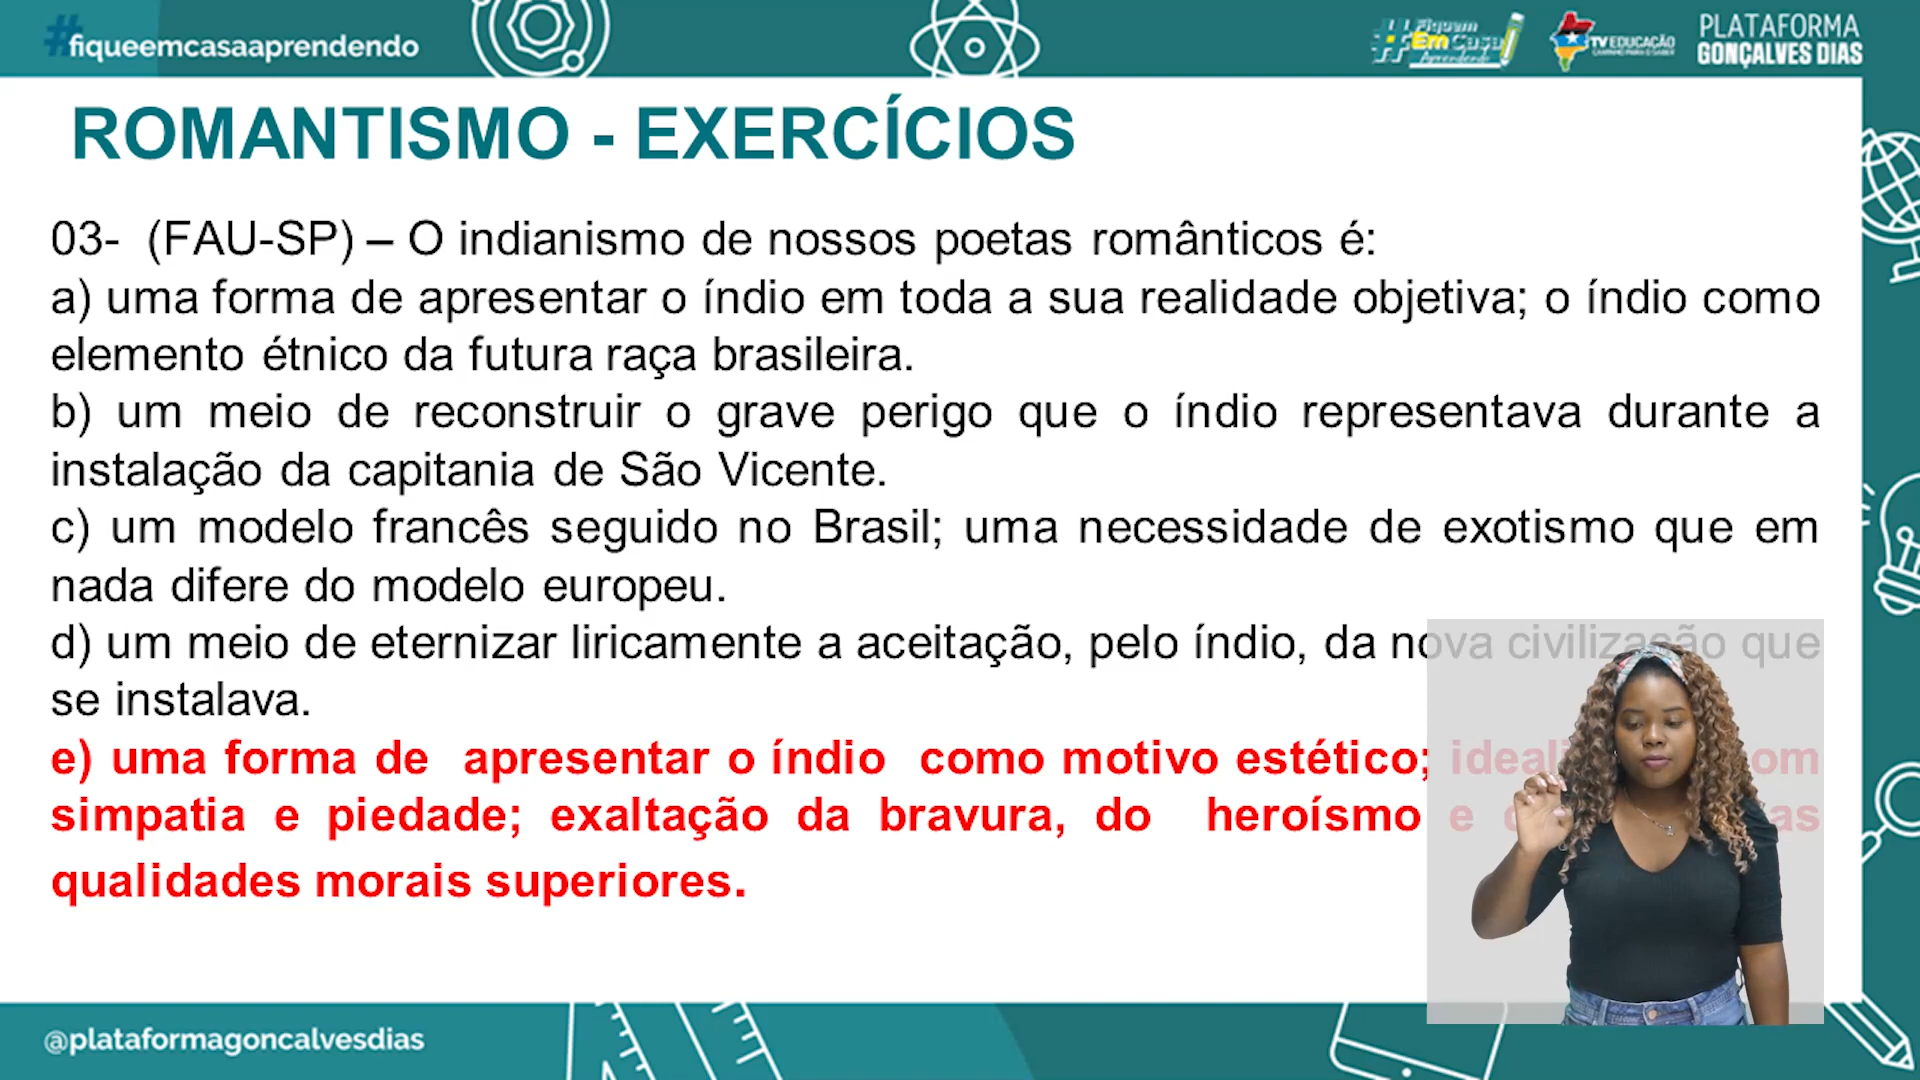 #fiqueemcasaaprendendo
#Fiquem Em Casa Aprendendo
TV EDUCAÇÃO
PLATAFORMA
GONÇALVES DIAS
ROMANTISMO - EXERCÍCIOS
03- (FAU-SP) – O indianismo de nossos poetas românticos é:
a) uma forma de apresentar o índio em toda a sua realidade objetiva; o índio como
elemento étnico da futura raça brasileira.
b) um meio de reconstruir o grave perigo que o índio representava durante a
instalação da capitania de São Vicente.
c) um modelo francês seguido no Brasil; uma necessidade de exotismo que em
nada difere do modelo europeu.
d) um meio de eternizar liricamente a aceitação, pelo índio, da nova civilização que
se instalava.
e) uma forma de apresentar o índio como motivo estético;
simpatia e piedade; exaltação da bravura, do heroísmo e
qualidades morais superiores.
@plataformagoncalvesdias